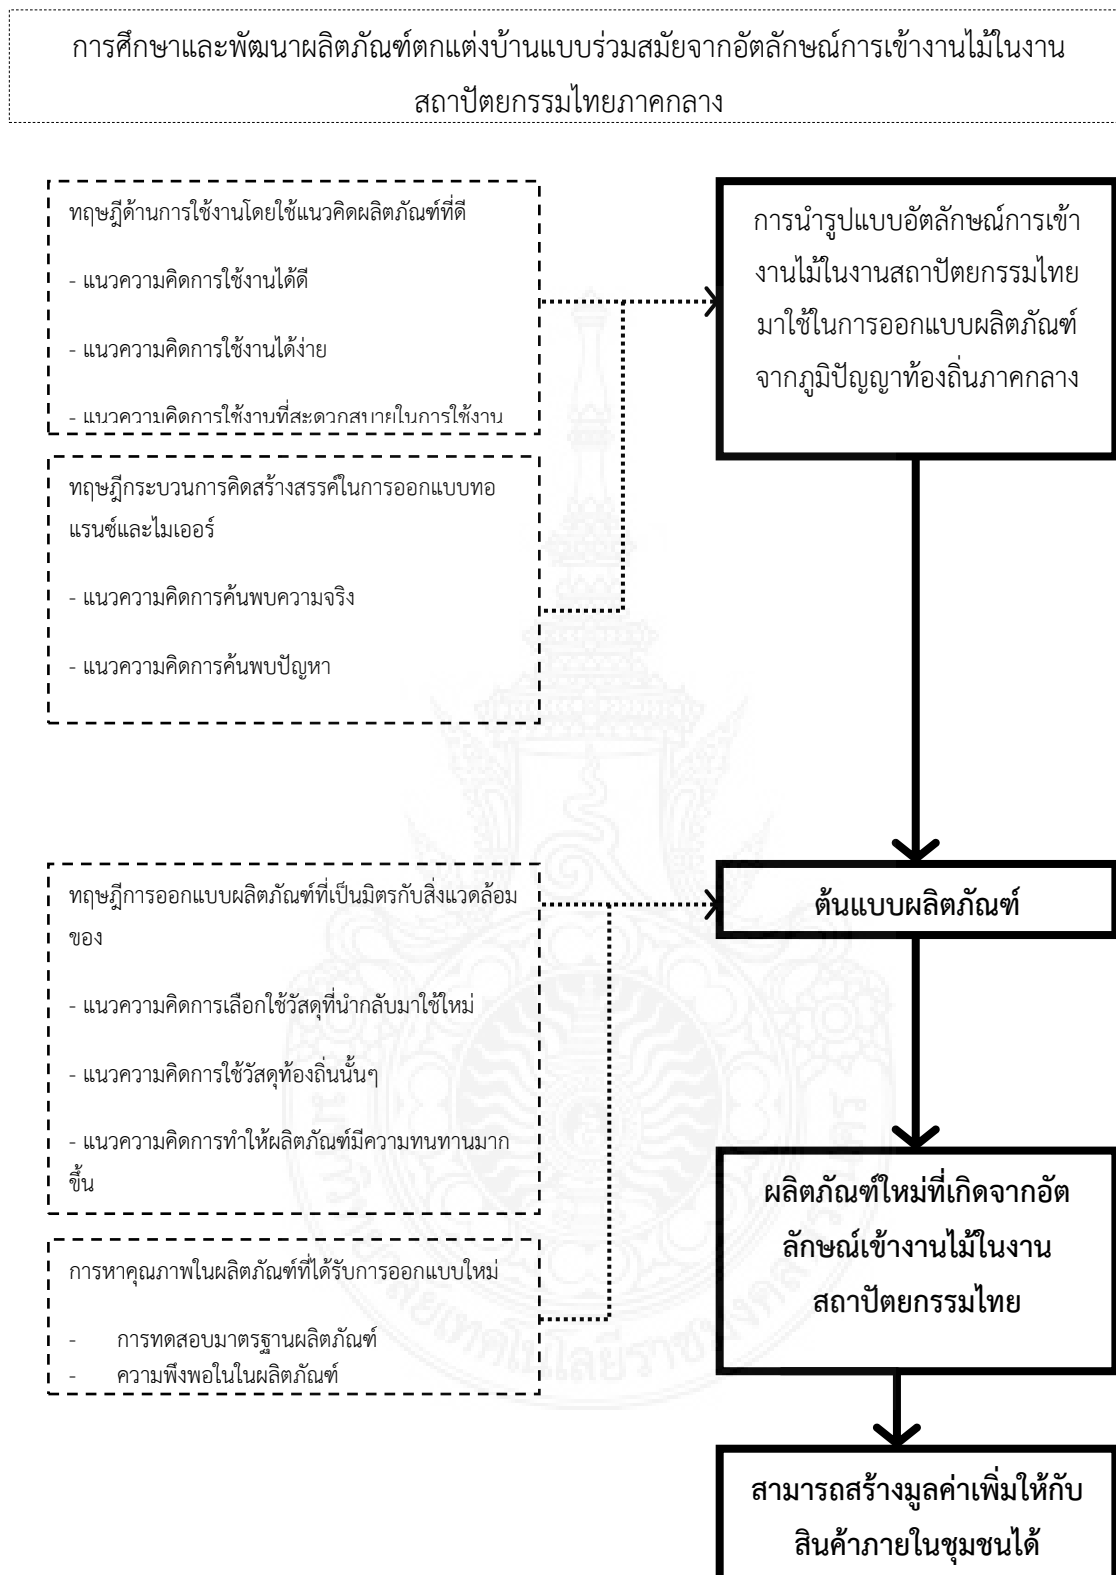 การศึกษาและพัฒนาผลิตภัณฑ์ตกแต่งบ้านแบบร่วมสมัยจากอัตลักษณ์การเข้างานไม้ในงาน
สถาปัตยกรรมไทยภาคกลาง
ทฤษฎีด้านการใช้งานโดยใช้แนวคิดผลิตภัณฑ์ที่ดี
- แนวความคิดการใช้งานได้ดี
- แนวความคิดการใช้งานได้ง่าย
- แนวความคิดการใช้งานที่สะดวกสบายในการใช้งาน
ทฤษฎีกระบวนการคิดสร้างสรรค์ในการออกแบบทอ
แรนซ์และไมเออร์
- แนวความคิดการค้นพบความจริง
- แนวความคิดการค้นพบปัญหา
การนำรูปแบบอัตลักษณ์การเข้า
งานไม้ในงานสถาปัตยกรรมไทย
มาใช้ในการออกแบบผลิตภัณฑ์
จากภูมิปัญญาท้องถิ่นภาคกลาง
ทฤษฎีการออกแบบผลิตภัณฑ์ที่เป็นมิตรกับสิ่งแวดล้อม
ของ
- แนวความคิดการเลือกใช้วัสดุที่นำกลับมาใช้ใหม่
- แนวความคิดการใช้วัสดุท้องถิ่นนั้นๆ
- แนวความคิดการทำให้ผลิตภัณฑ์มีความทนทานมาก
ขึ้น
ต้นแบบผลิตภัณฑ์
การหาคุณภาพในผลิตภัณฑ์ที่ได้รับการออกแบบใหม่
- การทดสอบมาตรฐานผลิตภัณฑ์
- ความพึงพอในในผลิตภัณฑ์
ผลิตภัณฑ์ใหม่ที่เกิดจากอัต
ลักษณ์เข้างานไม้ในงาน
สถาปัตยกรรมไทย
สามารถสร้างมูลค่าเพิ่มให้กับ
สินค้าภายในชุมชนได้